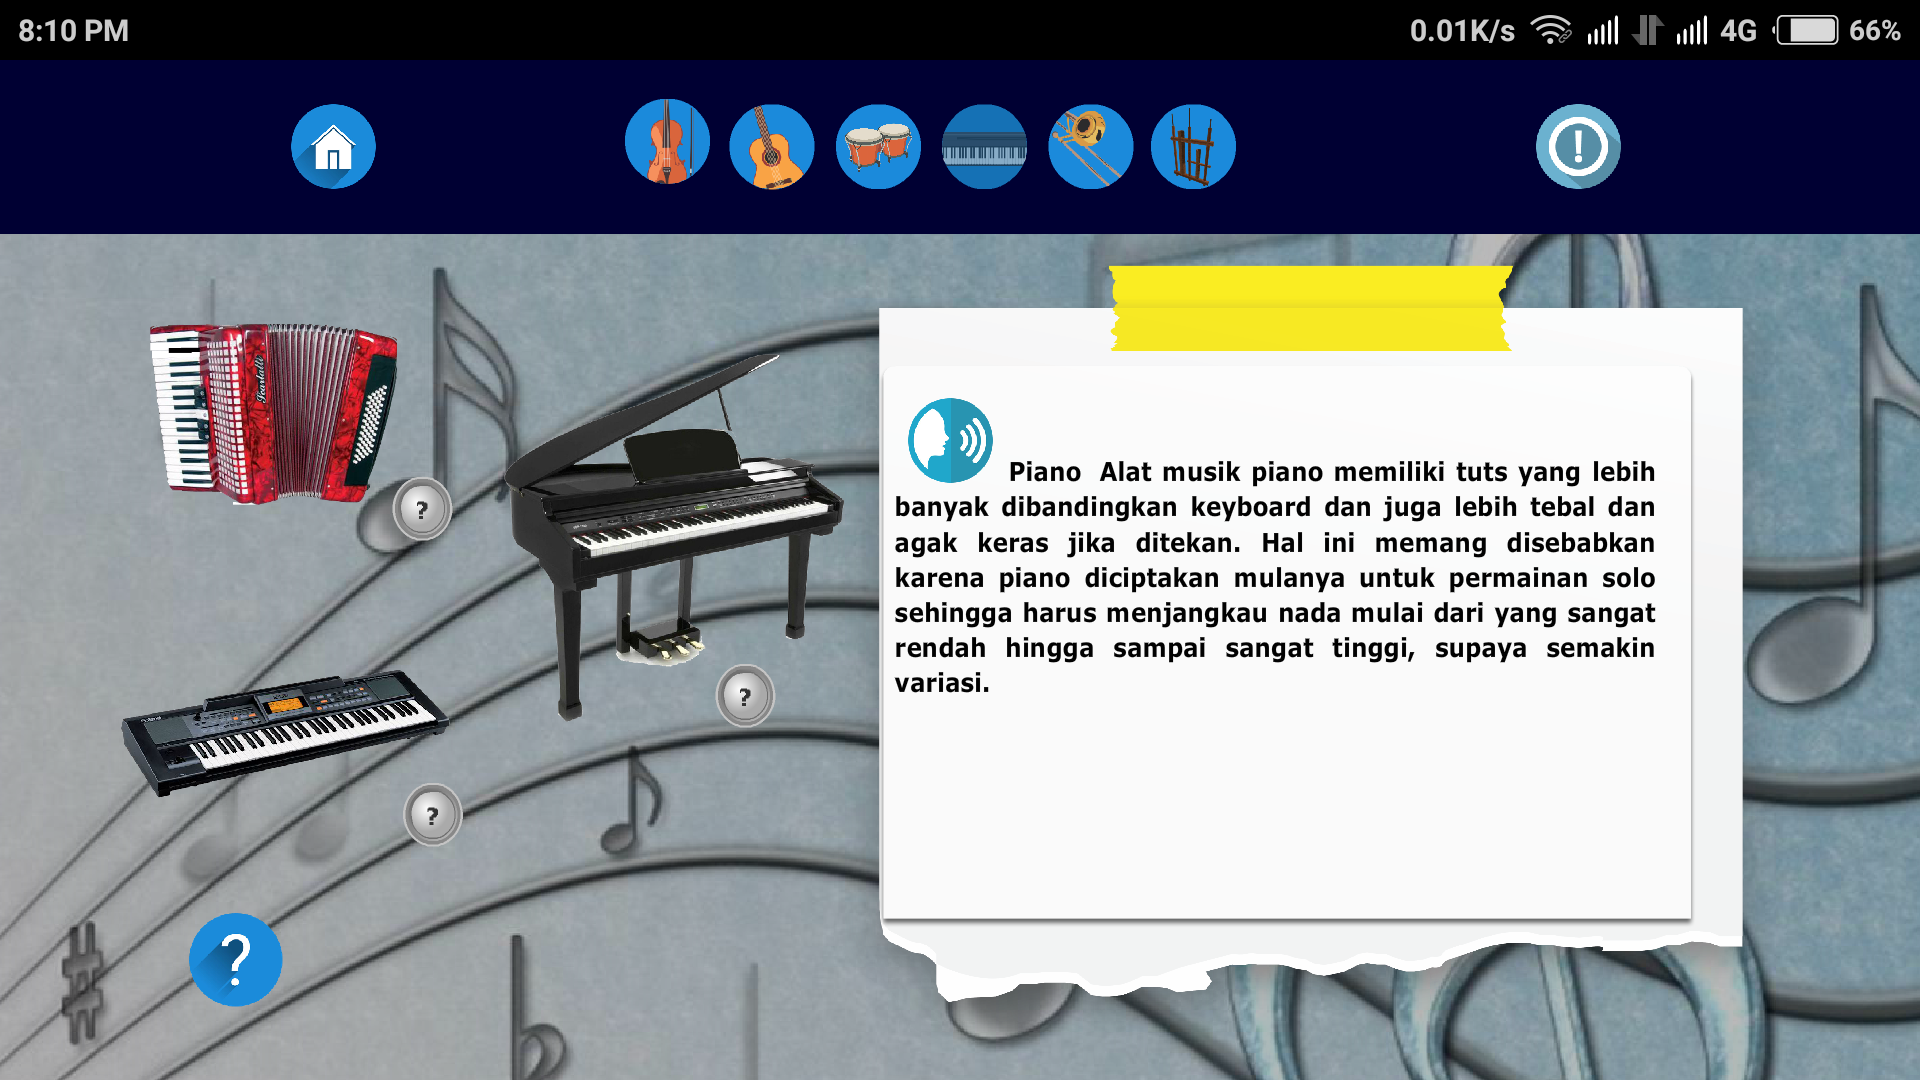 8:10 PM
0.01K/s 4G 66%
Scarlatti
?
?
?
?
Piano Alat musik piano memiliki tuts yang lebih
banyak dibandingkan keyboard dan juga lebih tebal dan
agak keras jika ditekan. Hal ini memang disebabkan
karena piano diciptakan mulanya untuk permainan solo
sehingga harus menjangkau nada mulai dari yang sangat
rendah hingga sampai sangat tinggi, supaya semakin
variasi.